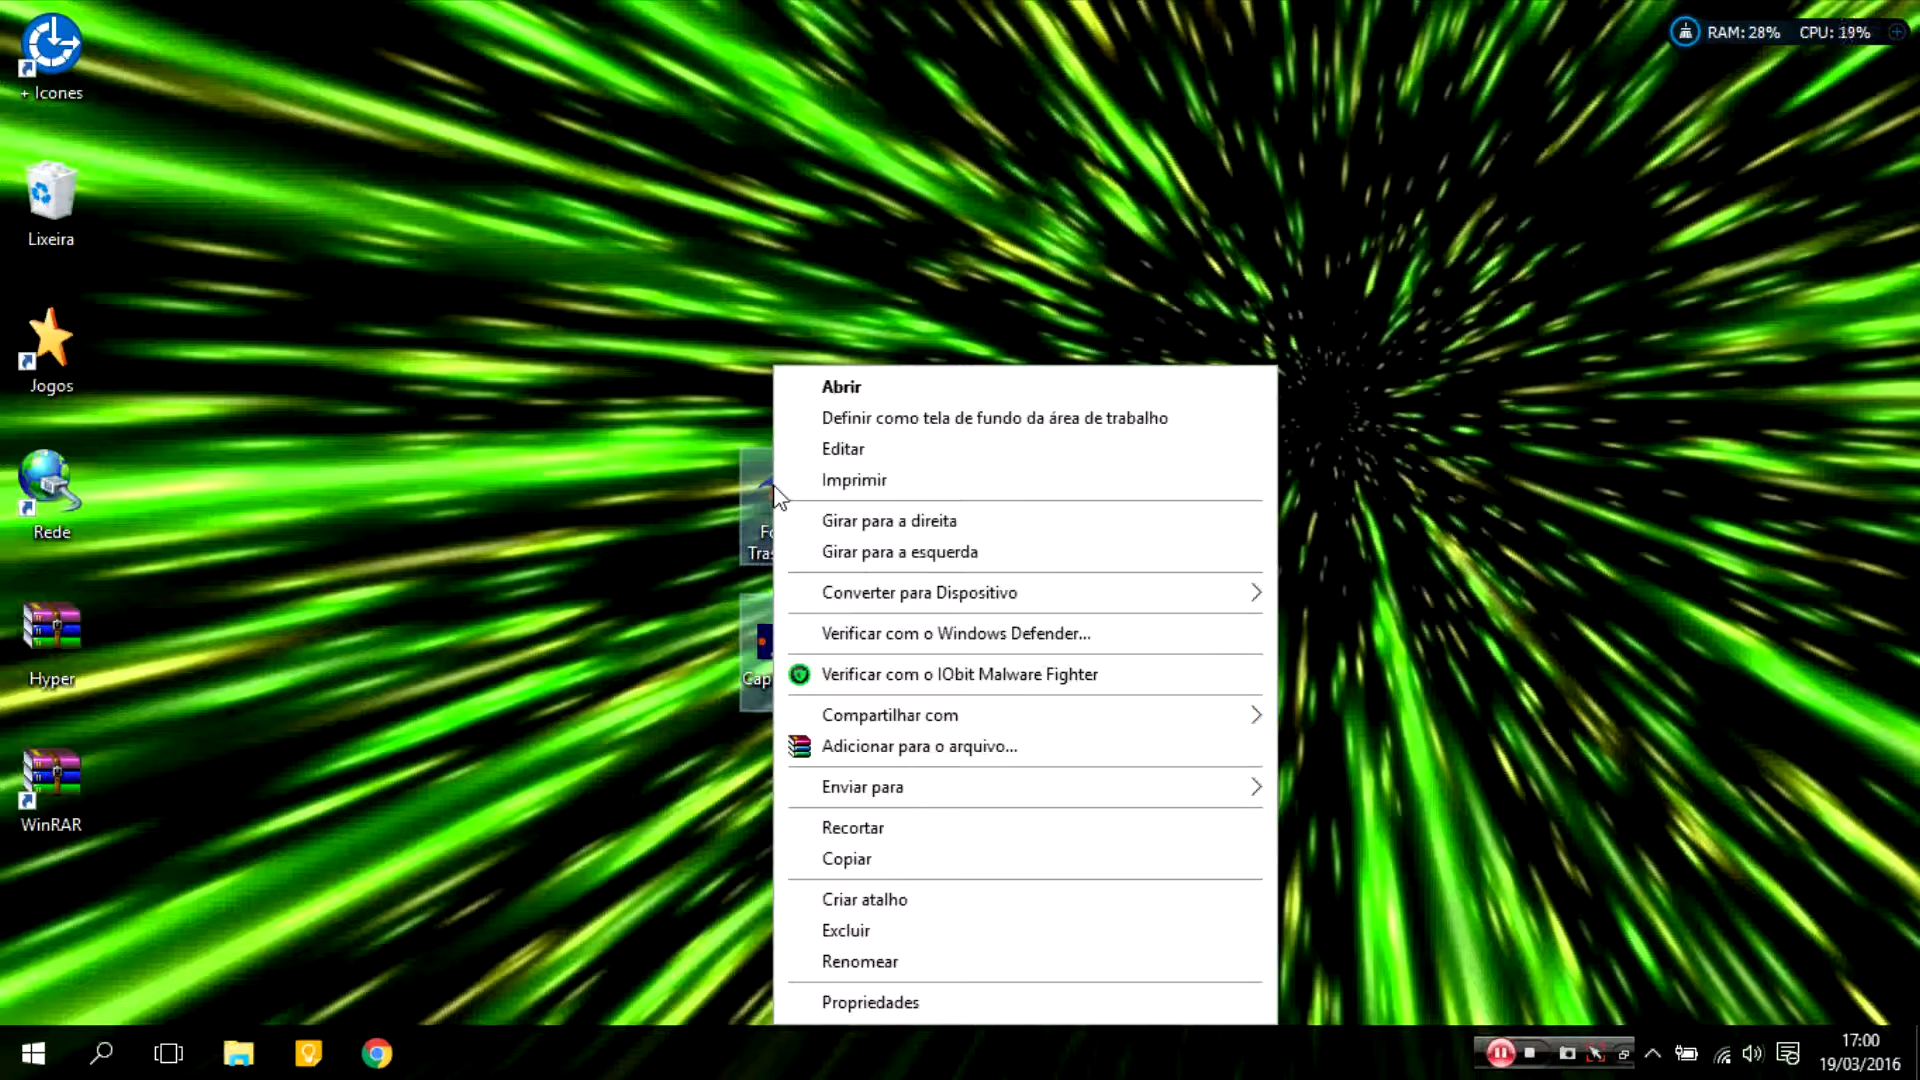 + Icones
RAM: 28% CPU: 19%
Lixeira
Jogos
Rede
Hyper
WinRAR
Abrir
Definir como tela de fundo da área de trabalho
Editar
Imprimir
Girar para a direita
Girar para a esquerda
Converter para Dispositivo
Verificar com o Windows Defender...
Verificar com o IObit Malware Fighter
Compartilhar com
Adicionar para o arquivo...
Enviar para
Recortar
Copiar
Criar atalho
Excluir
Renomear
Propriedades
17:00
19/03/2016